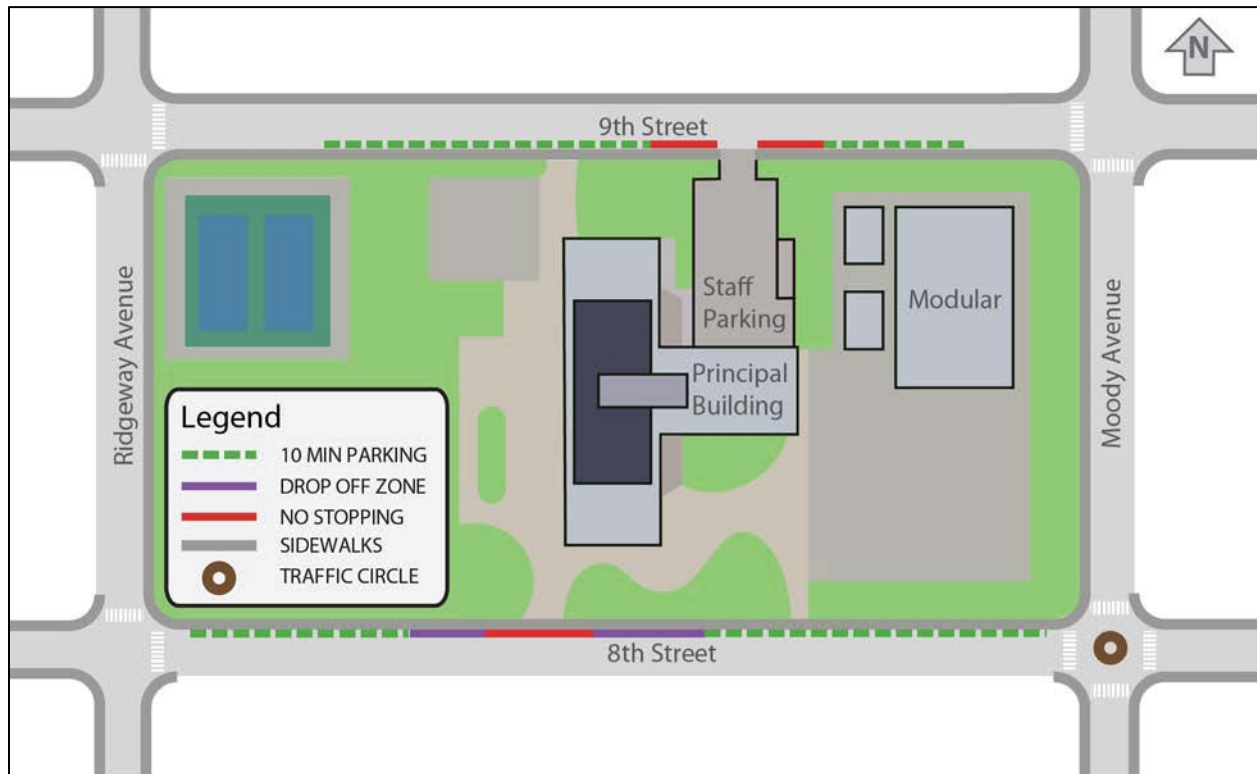 N
9th Street
Ridgeway Avenue
Staff
Parking
Modular
Moody Avenue
Principal
Building
Legend
10 MIN PARKING
DROP OFF ZONE
NO STOPPING
SIDEWALKS
TRAFFIC CIRCLE
8th Street